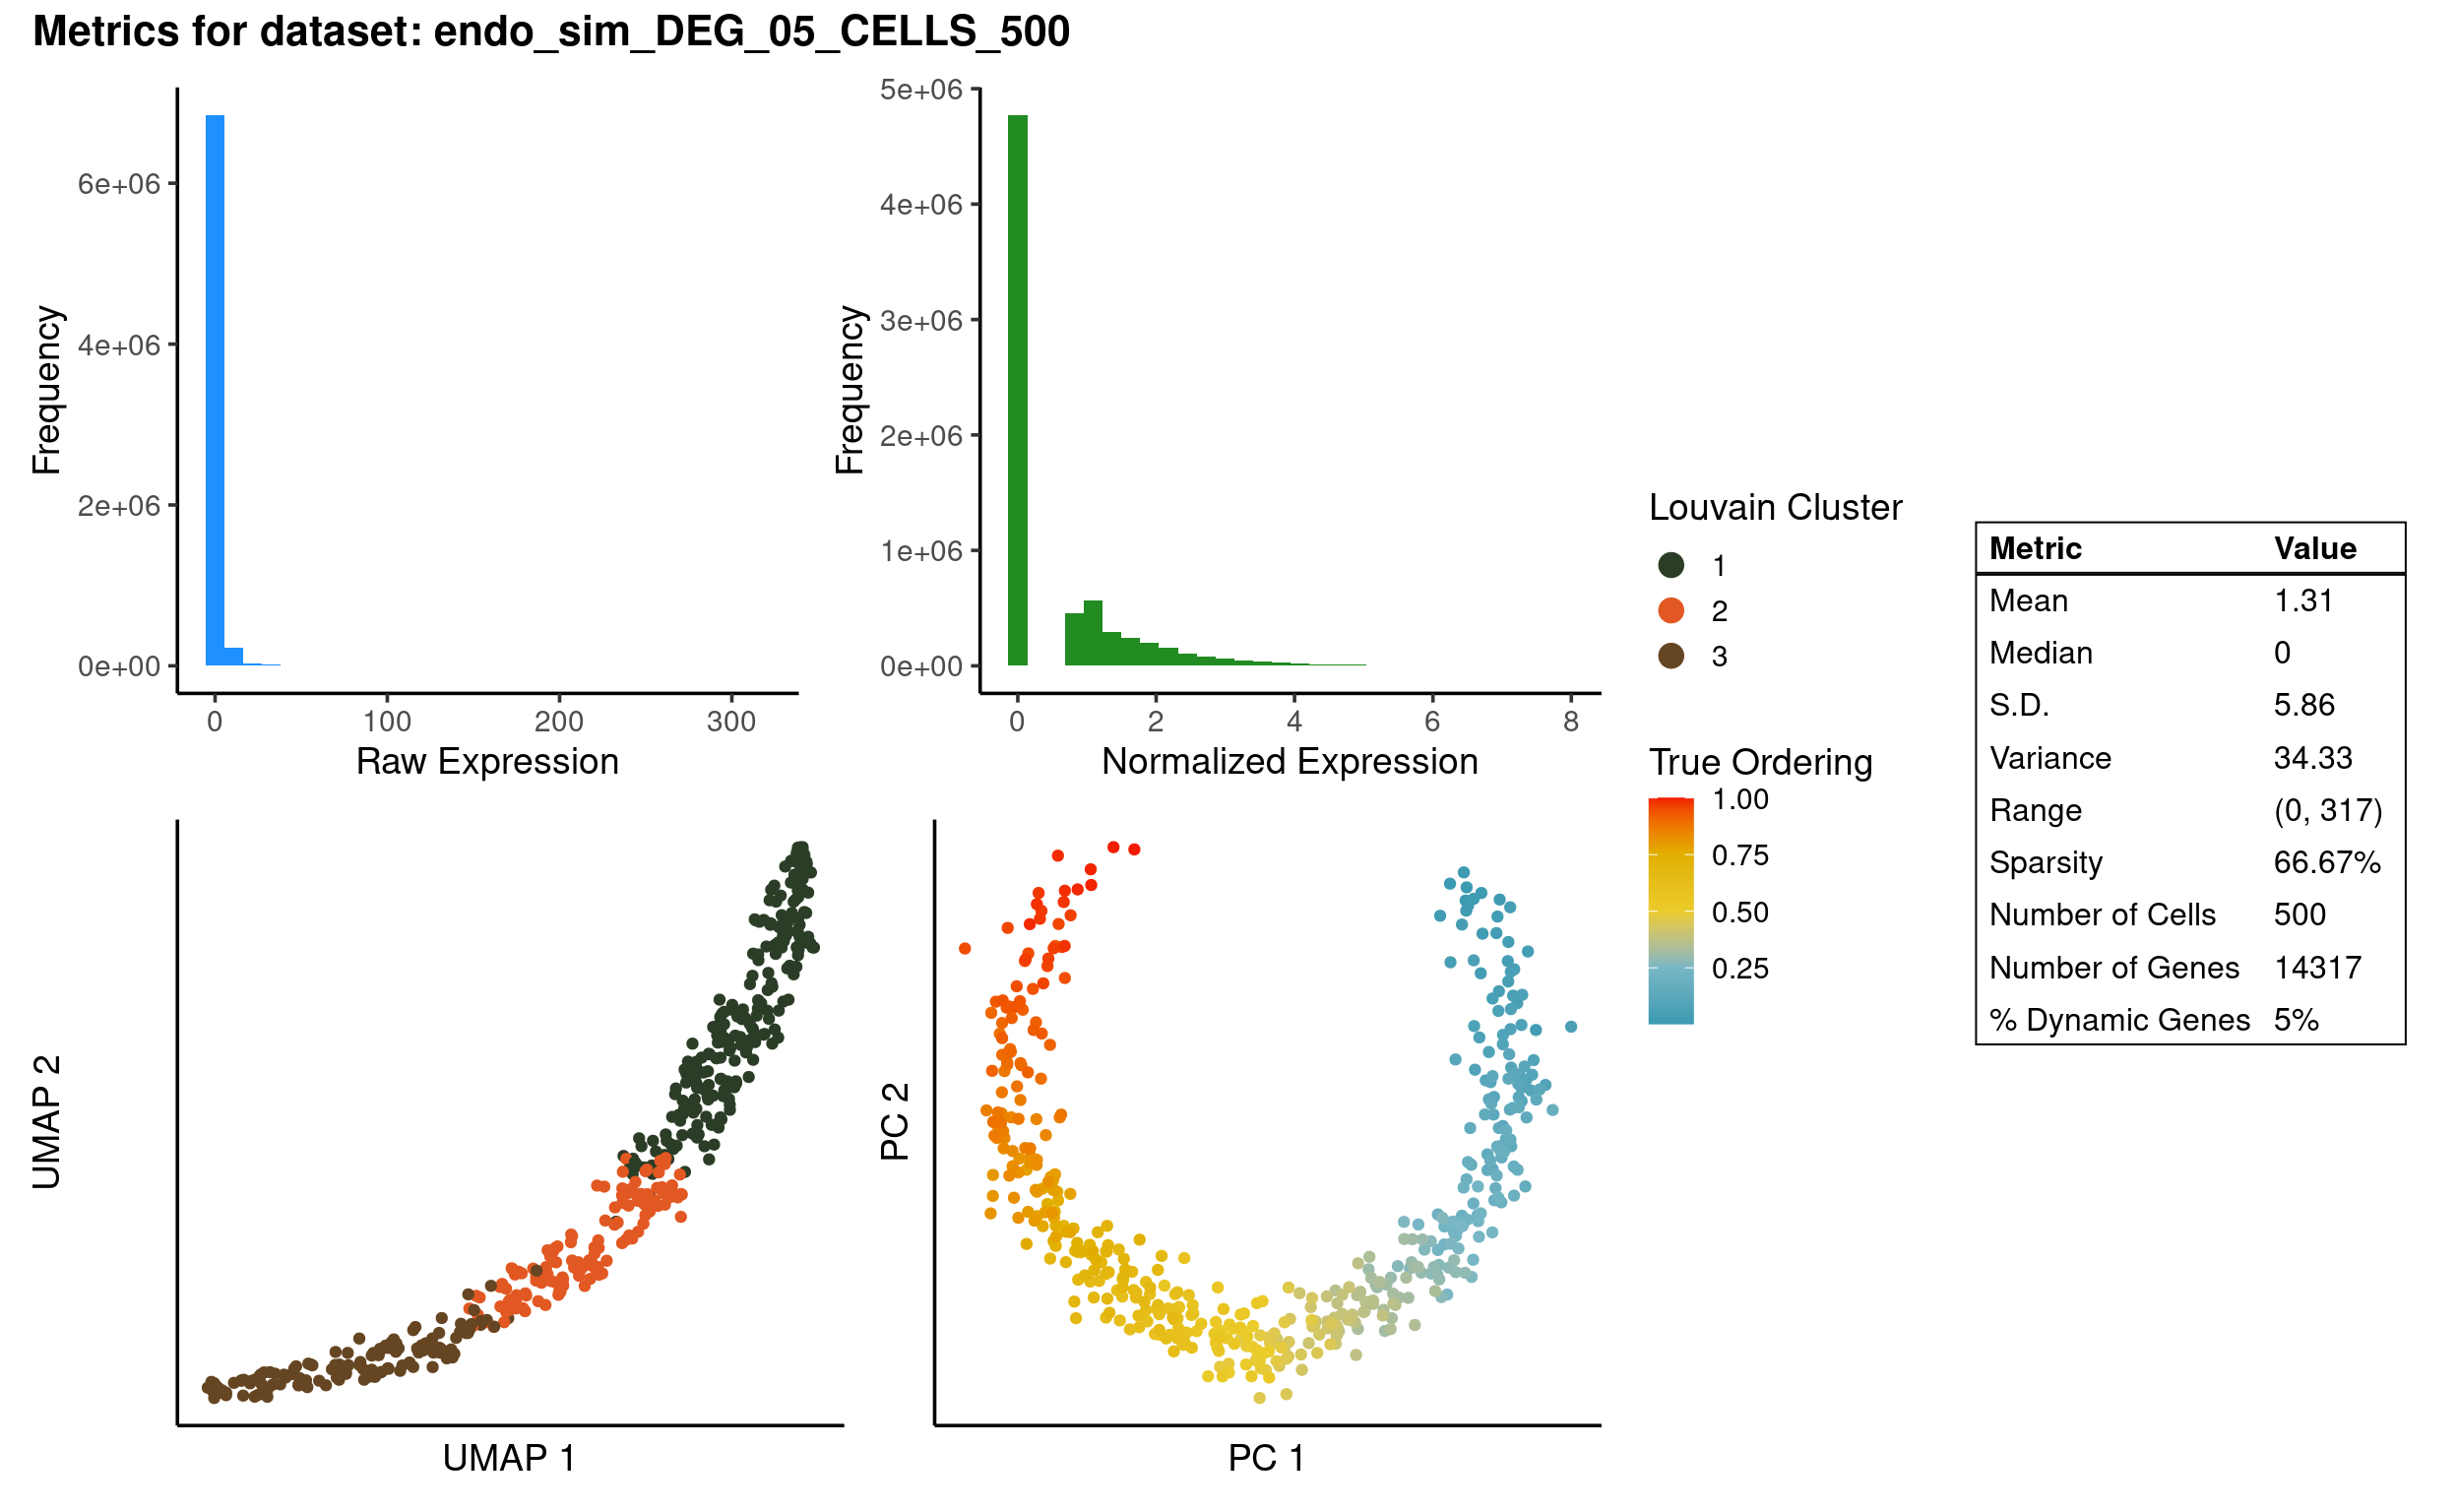 Metrics for dataset: endo_sim_DEG_05_CELLS_500
Frequency
6e+06
4e+06
2e+06
0e+00
0 100 200 300
Raw Expression
Frequency
5e+06
4e+06
3e+06
2e+06
1e+06
0e+00
0 2 4 6 8
Normalized Expression
UMAP 2
UMAP 1
PC 2
PC 1
Louvain Cluster
1
2
3
True Ordering
1.00
0.75
0.50
0.25
Metric Value
Mean 1.31
Median 0
S.D. 5.86
Variance 34.33
Range (0, 317)
Sparsity 66.67%
Number of Cells 500
Number of Genes 14317
% Dynamic Genes 5%